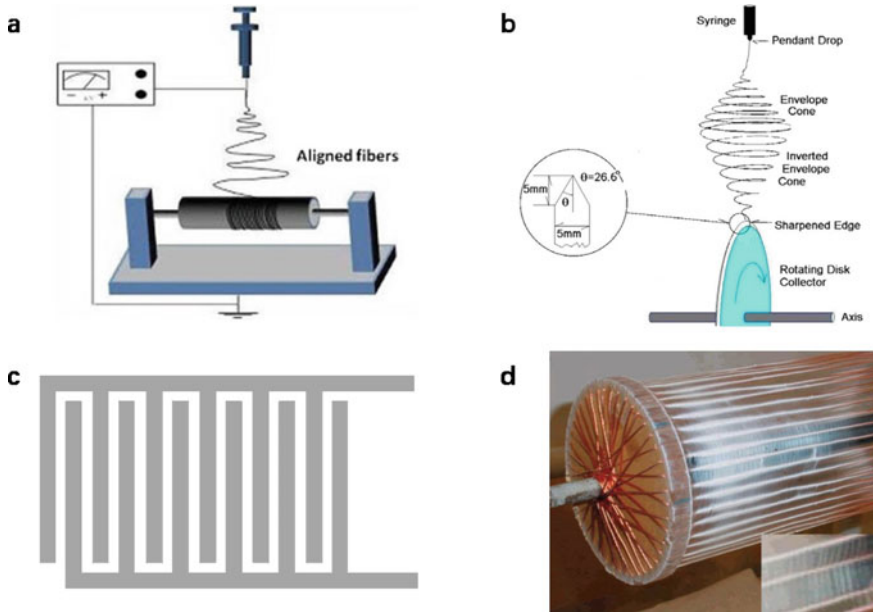 a
− A.V +
Aligned fibers
b
Syringe
Pendant Drop
Envelope
Cone
Inverted
Envelope
Cone
θ=26.6°
5mm
θ
5mm
Sharpened Edge
Rotating Disk
Collector
Axis
c
d